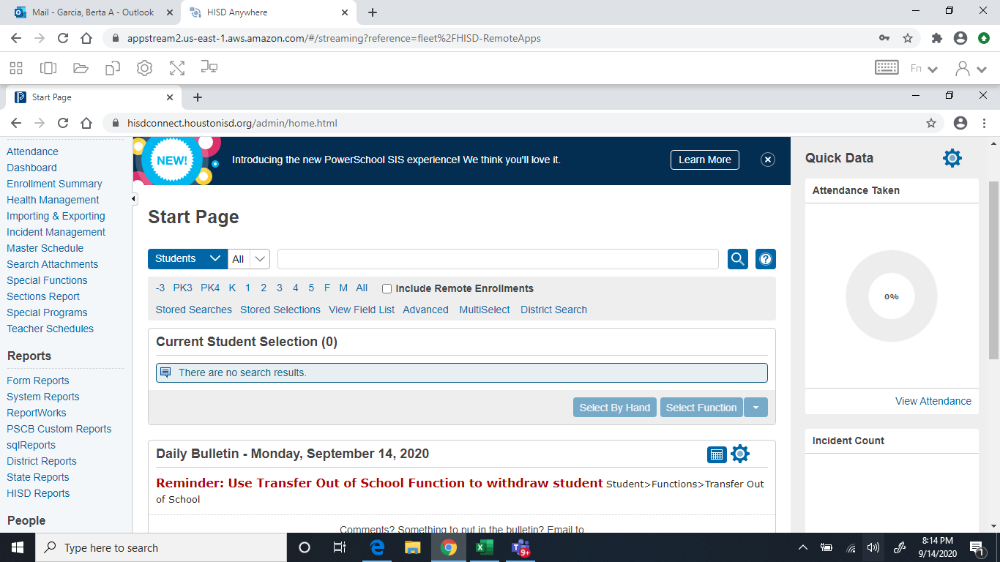 Mail - Garcia, Berta A - Outlook
HISD Anywhere
appstream2.us-east-1.aws.amazon.com/#/streaming?reference=fleet%2FHISD-RemoteApps
Fn
Start Page
hisdconnect.houstonisd.org/admin/home.html
Attendance
Dashboard
Enrollment Summary
Health Management
Importing & Exporting
Incident Management
Master Schedule
Search Attachments
Special Functions
Sections Report
Special Programs
Teacher Schedules
Reports
Form Reports
System Reports
ReportWorks
PSCB Custom Reports
sqlReports
District Reports
State Reports
HISD Reports
People
NEW!
Introducing the new PowerSchool SIS experience! We think you'll love it.
Learn More
Start Page
Students
All
-3 PK3 PK4 K 1 2 3 4 5 F M All Include Remote Enrollments
Stored Searches Stored Selections View Field List Advanced MultiSelect District Search
Current Student Selection (0)
There are no search results.
Select By Hand Select Function
Daily Bulletin - Monday, September 14, 2020
Reminder: Use Transfer Out of School Function to withdraw student Student>Functions>Transfer Out
of School
Comments? Something to put in the bulletin? Email to
Quick Data
Attendance Taken
0%
View Attendance
Incident Count
Type here to search
9+
8:14 PM
9/14/2020
1